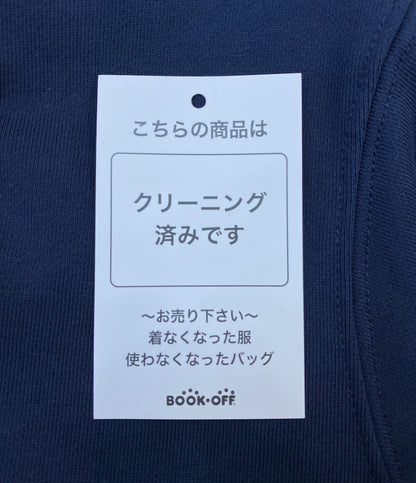 こちらの商品は
クリーニング
済みです
～お売り下さい～
着なくなった服
使わなくなったバッグ
BOOK・OFF